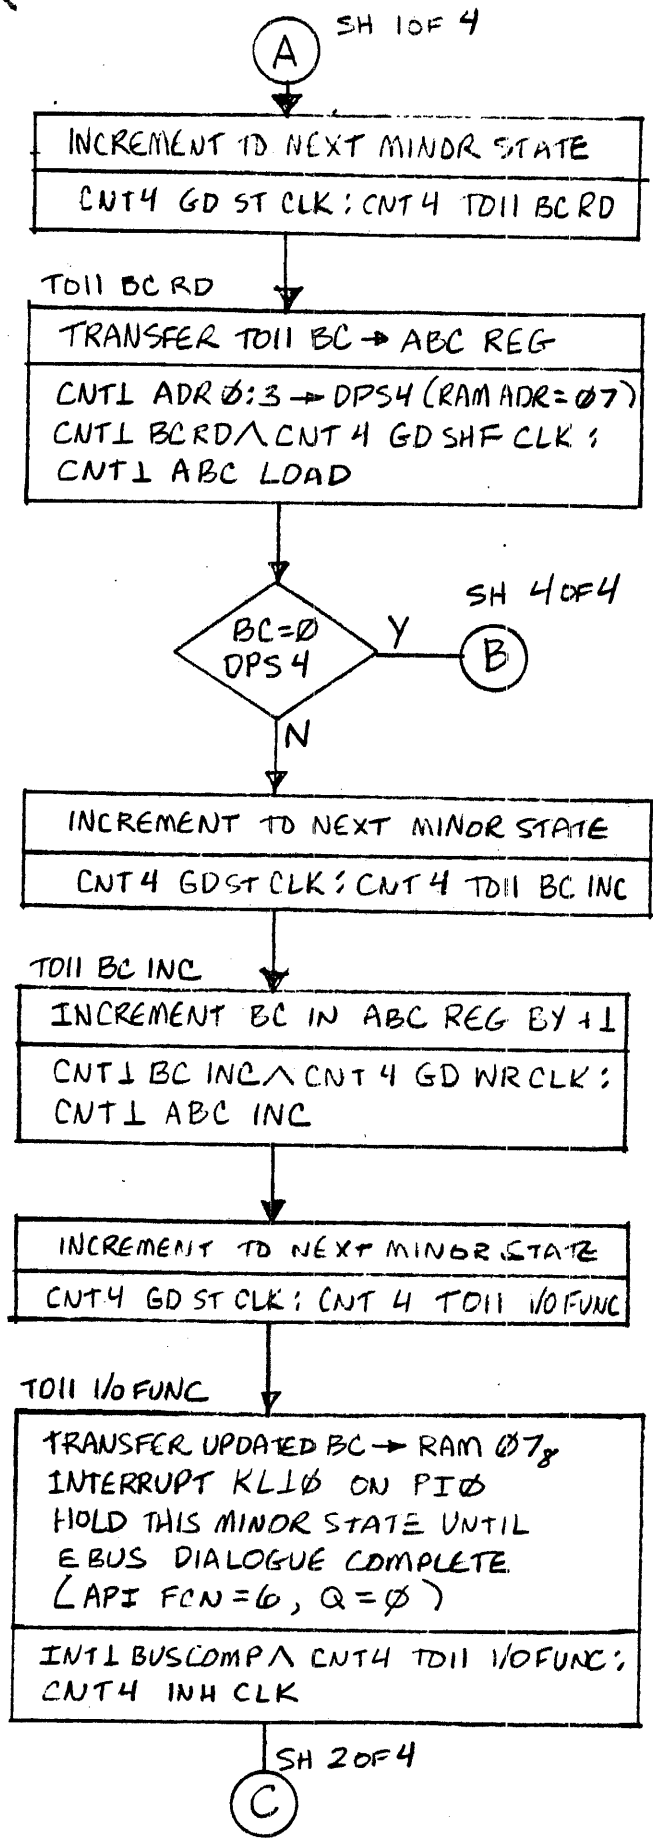 SH 1 OF 4
A
INCREMENT TO NEXT MINOR STATE
CNT4 GD ST CLK : CNT 4 TO11 BC RD
TO11 BC RD
TRANSFER TO11 BC → ABC REG
CNT1 ADR Ø:3 → DPS4 (RAM ADR = Ø7)
CNT1 BCRD ∧ CNT 4 GD SHF CLK :
CNT1 ABC LOAD
SH 4 OF 4
BC=Ø
DPS 4
Y
B
N
INCREMENT TO NEXT MINOR STATE
CNT 4 GD ST CLK : CNT 4 TO11 BC INC
TO11 BC INC
INCREMENT BC IN ABC REG BY +1
CNT1 BC INC ∧ CNT 4 GD WR CLK :
CNT1 ABC INC
INCREMENT TO NEXT MINOR STATE
CNT4 GD ST CLK : CNT 4 TO11 I/O FUNC
TO11 I/O FUNC
TRANSFER UPDATED BC → RAM Ø7₈
INTERRUPT KL1Ø ON PIØ
HOLD THIS MINOR STATE UNTIL
EBUS DIALOGUE COMPLETE
(API FCN = 6, Q = Ø)
INT1 BUSCOMP ∧ CNT4 TO11 I/O FUNC :
CNT4 INH CLK
SH 2 OF 4
C